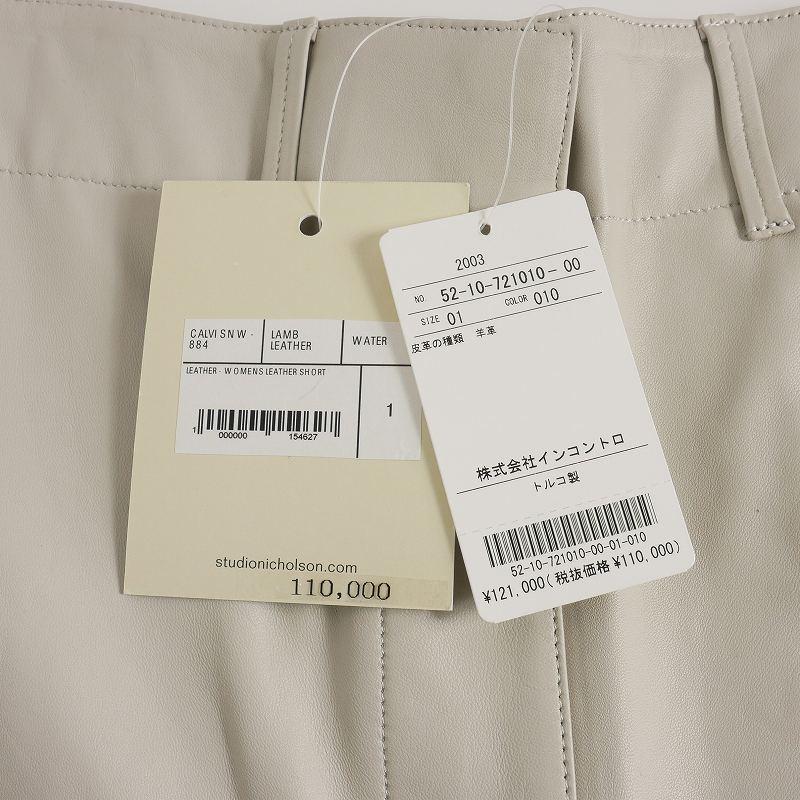 CALVI SNW -
884
LAMB
LEATHER
WATER
LEATHER - WOMENS LEATHER SHORT
1
1 000000 154627
studionicholson.com
110,000
2003
NO. 52-10-721010-00
SIZE 01 COLOR 010
皮革の種類 羊革
株式会社インコントロ
トルコ製
52-10-721010-00-01-010
¥121,000(税抜価格¥110,000)